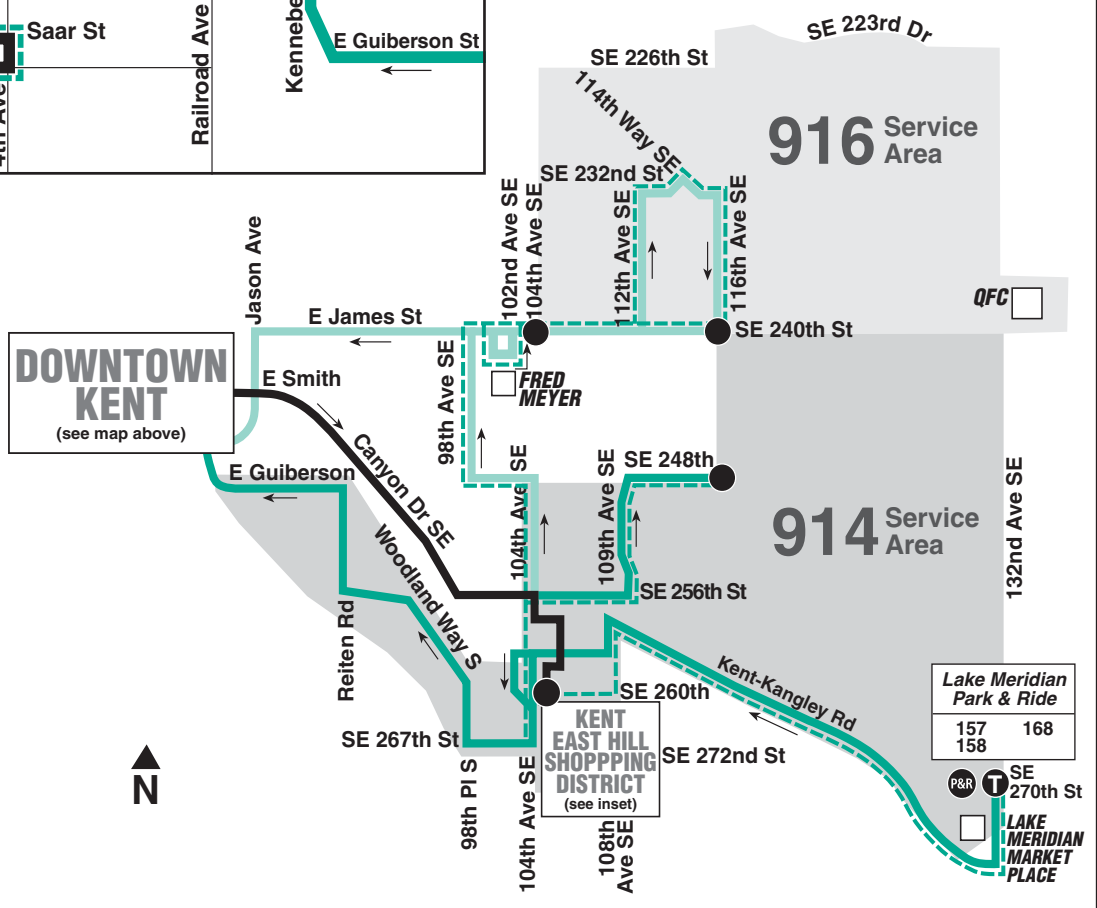 Saar St
4th Ave
Railroad Ave
Kennebe
E Guiberson St
SE 223rd Dr
SE 226th St
114th Way SE
916 Service
Area
SE 232nd St
102nd Ave SE
104th Ave SE
112th Ave SE
116th Ave SE
Jason Ave
QFC
E James St
SE 240th St
DOWNTOWN
KENT
(see map above)
E Smith
98th Ave SE
FRED
MEYER
Canyon Dr SE
E Guiberson
104th Ave SE
109th Ave SE
SE 248th
914 Service
Area
132nd Ave SE
Woodland Way S
SE 256th St
Reiten Rd
Kent-Kangley Rd
SE 260th
Lake Meridian
Park & Ride
157 168
158
KENT
EAST HILL
SHOPPPING
DISTRICT
(see inset)
SE 267th St
SE 272nd St
N
98th Pl S
104th Ave SE
108th
Ave SE
P&R
T
SE
270th St
LAKE
MERIDIAN
MARKET
PLACE